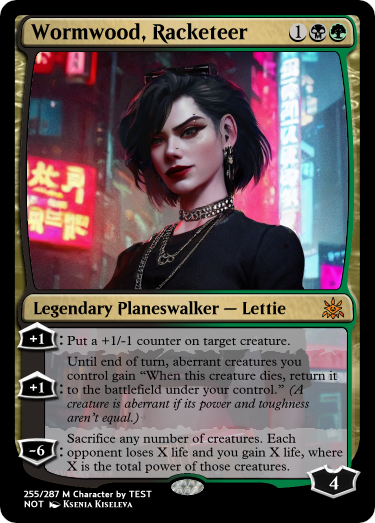 Wormwood, Racketeer 1
Legendary Planeswalker — Lettie
+1: Put a +1/-1 counter on target creature.
Until end of turn, aberrant creatures you
control gain “When this creature dies, return it
+1: to the battlefield under your control.” (A
creature is aberrant if its power and toughness
aren't equal.)
Sacrifice any number of creatures. Each
-6: opponent loses X life and you gain X life, where
X is the total power of those creatures.
4
255/287 M Character by TEST
NOT Ksenia Kiseleva